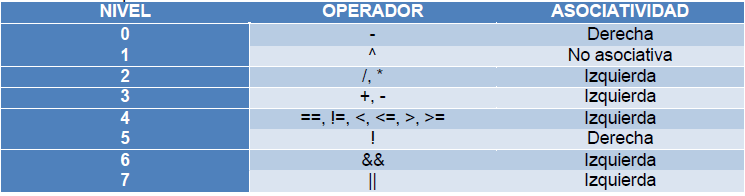 NIVEL OPERADOR ASOCIATIVIDAD
0 - Derecha
1 ^ No asociativa
2 /, * Izquierda
3 +, - Izquierda
4 ==, !=, <, <=, >, >= Izquierda
5 ! Derecha
6 && Izquierda
7 || Izquierda